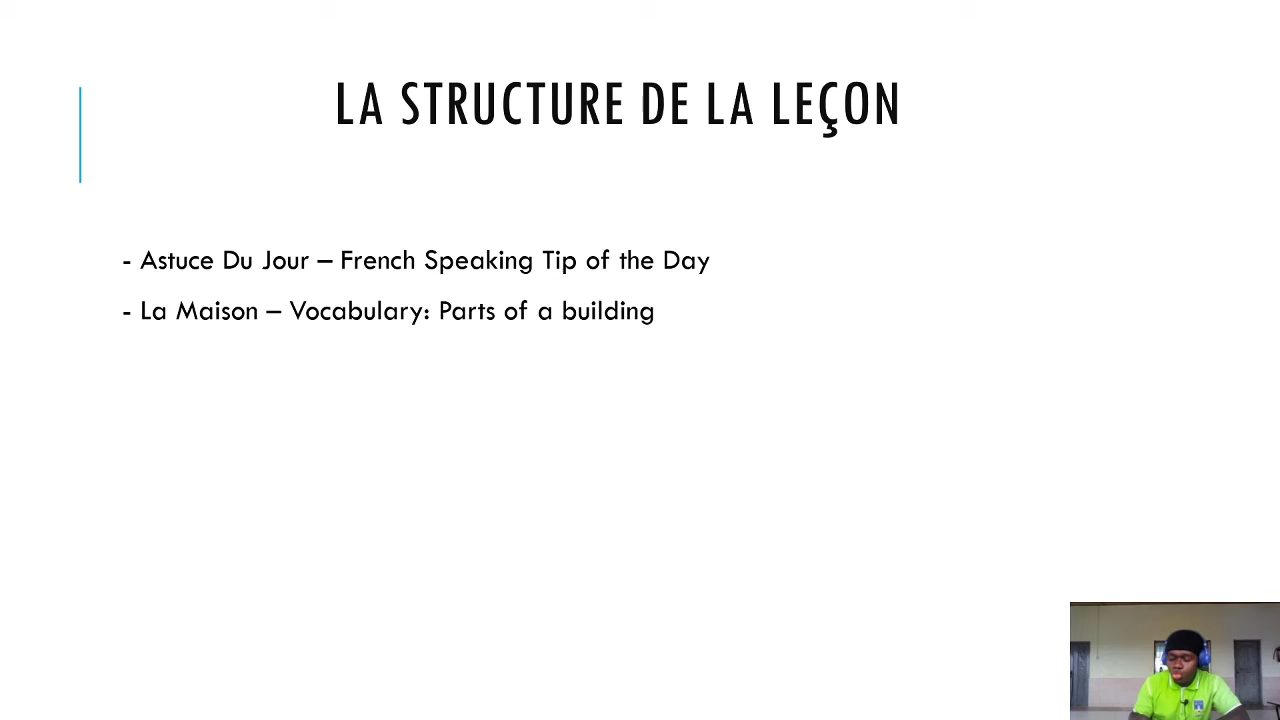 LA STRUCTURE DE LA LEÇON
- Astuce Du Jour – French Speaking Tip of the Day
- La Maison – Vocabulary: Parts of a building